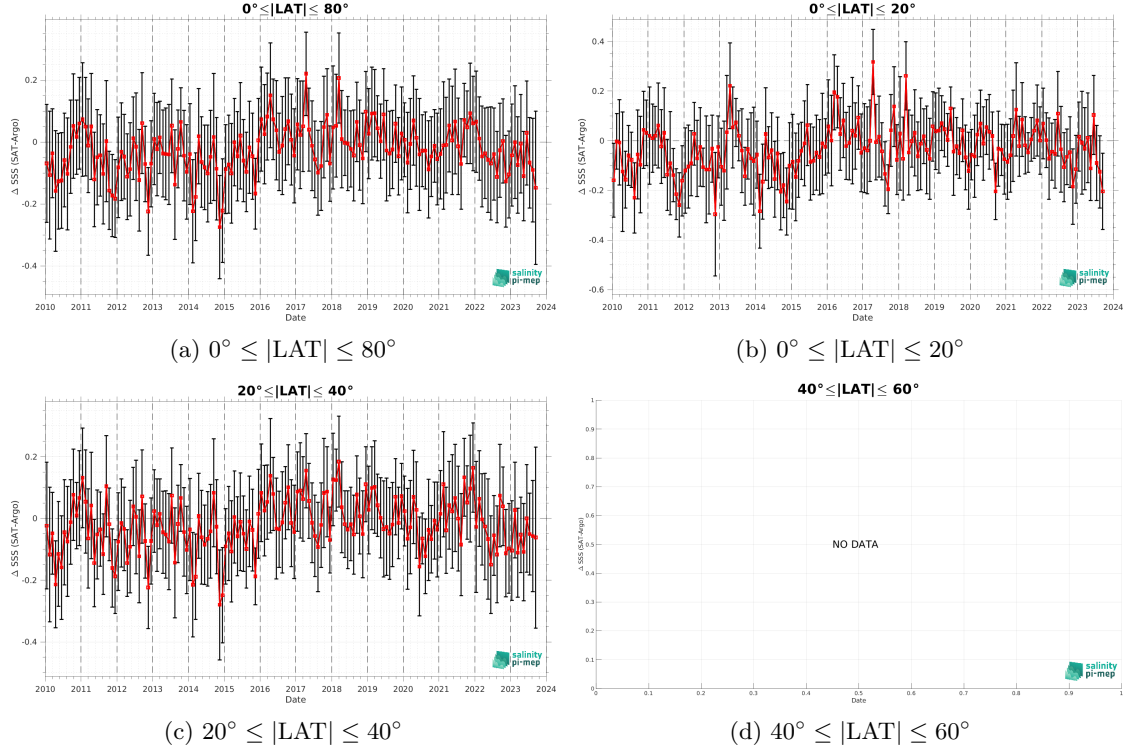 0°≤|LAT|≤ 80°
Δ SSS (SAT-Argo)
0.2
0
-0.2
-0.4
2010 2011 2012 2013 2014 2015 2016 2017 2018 2019 2020 2021 2022 2023 2024
Date
salinity
pi-mep
(a) 0° ≤ |LAT| ≤ 80°
0°≤|LAT|≤ 20°
Δ SSS (SAT-Argo)
0.4
0.2
0
-0.2
-0.4
-0.6
2010 2011 2012 2013 2014 2015 2016 2017 2018 2019 2020 2021 2022 2023 2024
Date
salinity
pi-mep
(b) 0° ≤ |LAT| ≤ 20°
20°≤|LAT|≤ 40°
Δ SSS (SAT-Argo)
0.2
0
-0.2
-0.4
2010 2011 2012 2013 2014 2015 2016 2017 2018 2019 2020 2021 2022 2023 2024
Date
salinity
pi-mep
(c) 20° ≤ |LAT| ≤ 40°
40°≤|LAT|≤ 60°
Δ SSS (SAT-Argo)
1
0.9
0.8
0.7
0.6
0.5
0.4
0.3
0.2
0.1
0
NO DATA
0 0.1 0.2 0.3 0.4 0.5 0.6 0.7 0.8 0.9 1
Date
salinity
pi-mep
(d) 40° ≤ |LAT| ≤ 60°